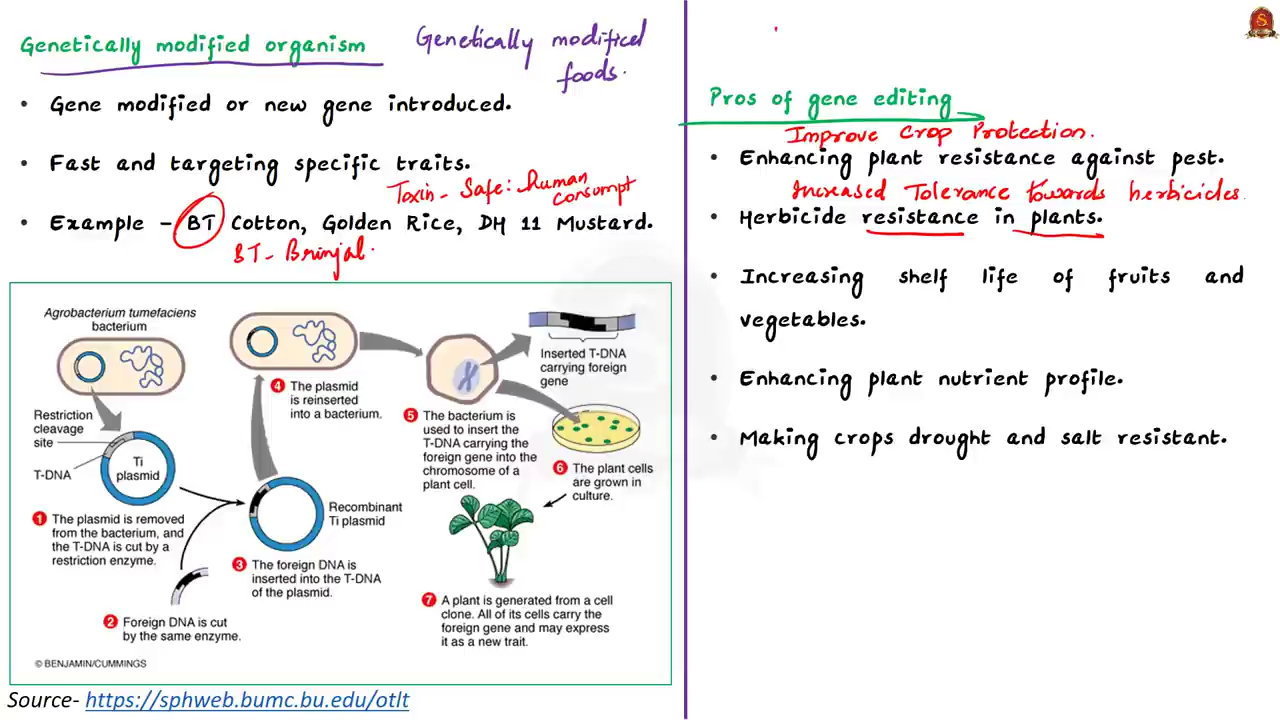 Genetically modified organism
Genetically modified
foods.
• Gene modified or new gene introduced.
• Fast and targeting specific traits.
Toxin - Safe: human
consumpt
• Example - BT Cotton, Golden Rice, DH 11 Mustard.
BT - Brinjal.
Agrobacterium tumefaciens
bacterium
Restriction
cleavage
site
T-DNA
Ti
plasmid
1 The plasmid is removed
from the bacterium, and
the T-DNA is cut by a
restriction enzyme.
2 Foreign DNA is cut
by the same enzyme.
Recombinant
Ti plasmid
3 The foreign DNA is
inserted into the T-DNA
of the plasmid.
4 The plasmid
is reinserted
into a bacterium.
5 The bacterium is
used to insert the
T-DNA carrying the
foreign gene into the
chromosome of a
plant cell.
Inserted T-DNA
carrying foreign
gene
6 The plant cells
are grown in
culture.
7 A plant is generated from a cell
clone. All of its cells carry the
foreign gene and may express
it as a new trait.
© BENJAMIN/CUMMINGS
Source- https://sphweb.bumc.bu.edu/otlt
Pros of gene editing
Improve Crop Protection.
• Enhancing plant resistance against pest.
Increased Tolerance towards herbicides.
• Herbicide resistance in plants.
• Increasing shelf life of fruits and
vegetables.
• Enhancing plant nutrient profile.
• Making crops drought and salt resistant.